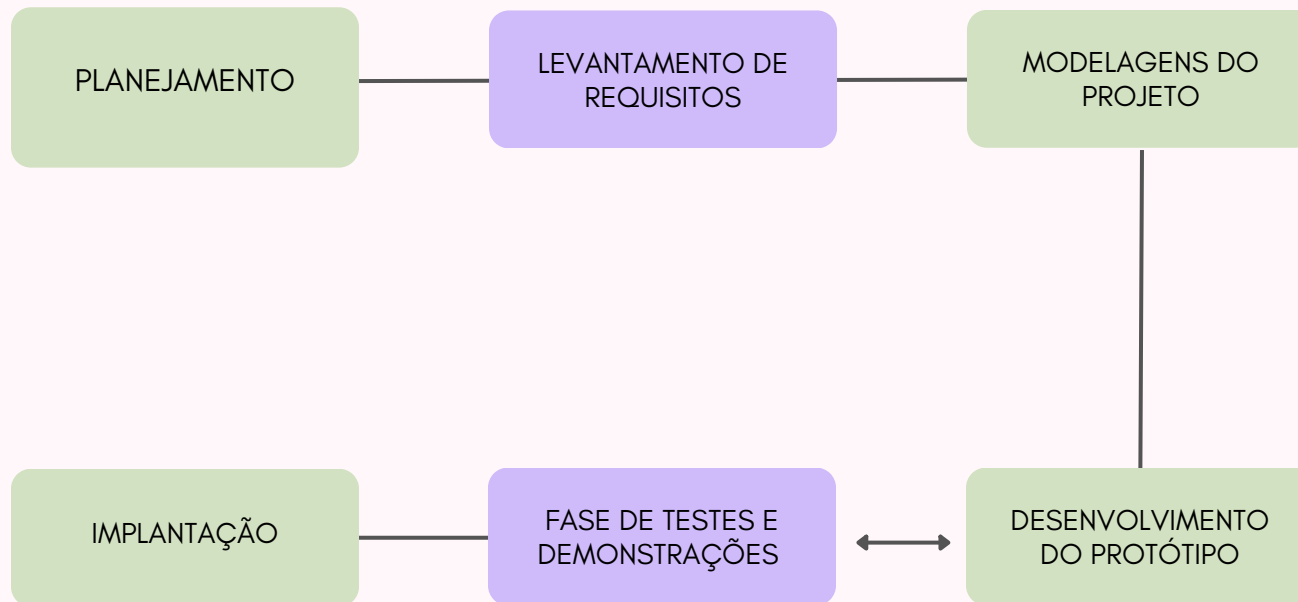 PLANEJAMENTO
LEVANTAMENTO DE
REQUISITOS
MODELAGENS DO
PROJETO
IMPLANTAÇÃO
FASE DE TESTES E
DEMONSTRAÇÕES
DESENVOLVIMENTO
DO PROTÓTIPO